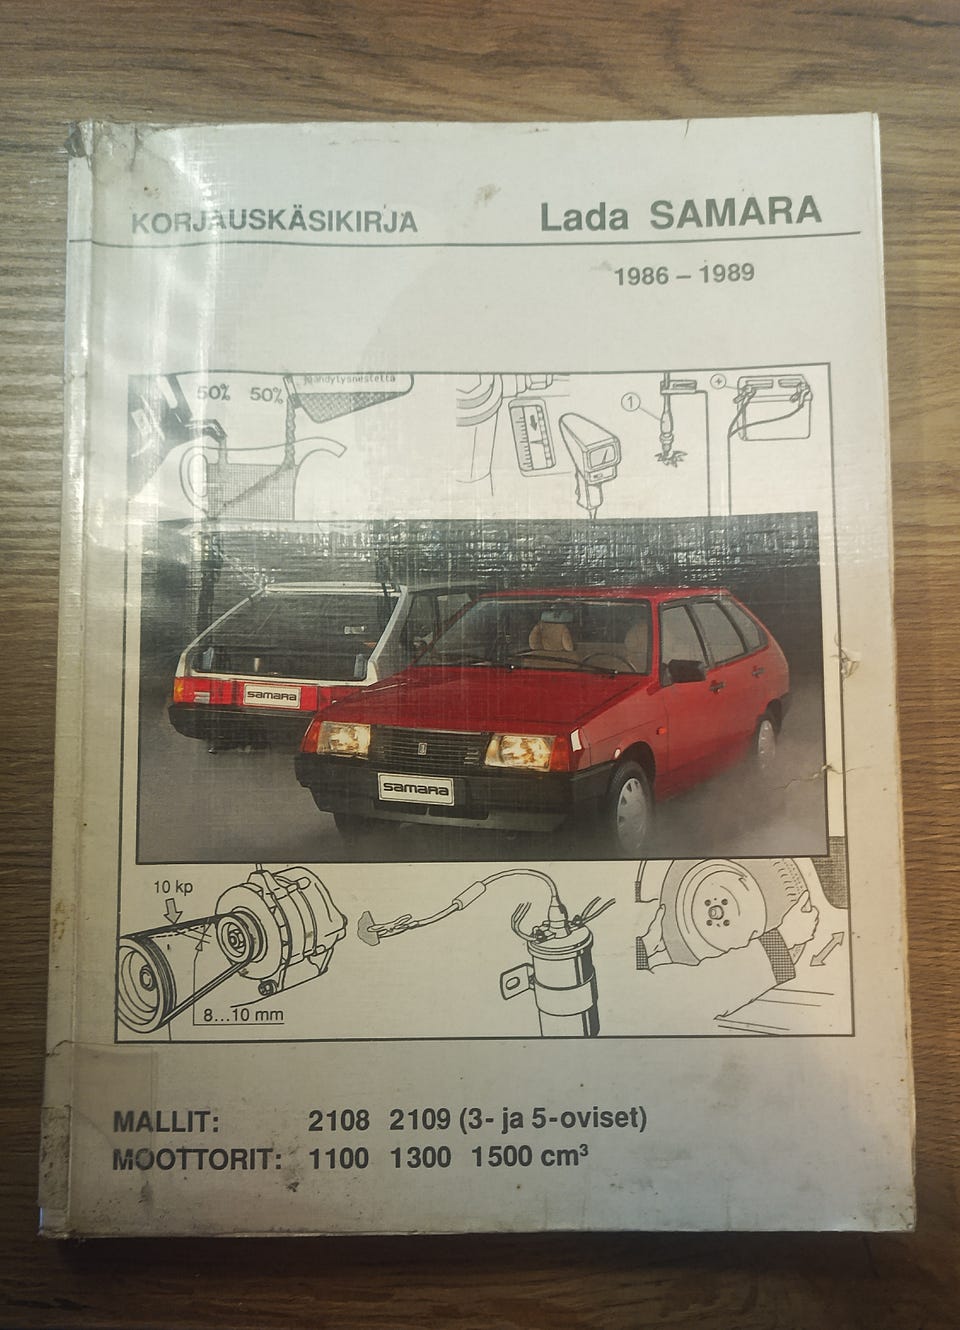 KORJAUSKÄSIKIRJA
Lada SAMARA
1986 – 1989
50% 50%
Jäähdytysnestettä
1
+
samara
samara
10 kp
8...10 mm
MALLIT: 2108 2109 (3- ja 5-oviset)
MOOTTORIT: 1100 1300 1500 cm³